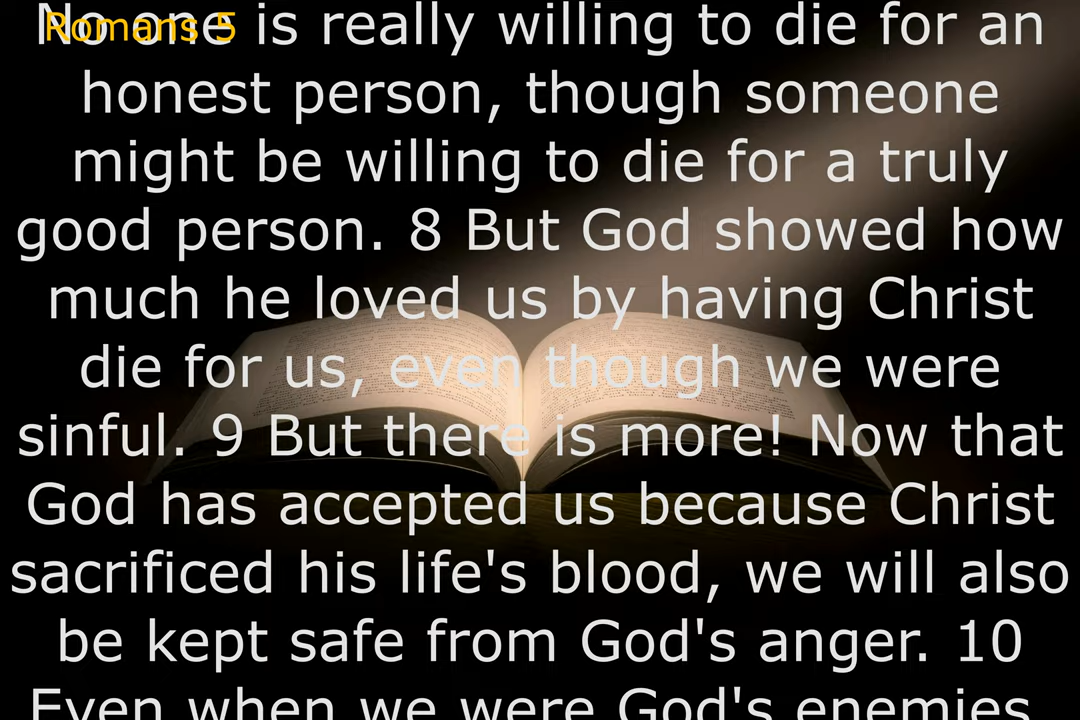 Romans 5
No one is really willing to die for an
honest person, though someone
might be willing to die for a truly
good person. 8 But God showed how
much he loved us by having Christ
die for us, even though we were
sinful. 9 But there is more! Now that
God has accepted us because Christ
sacrificed his life's blood, we will also
be kept safe from God's anger. 10
Even when we were God's enemies,